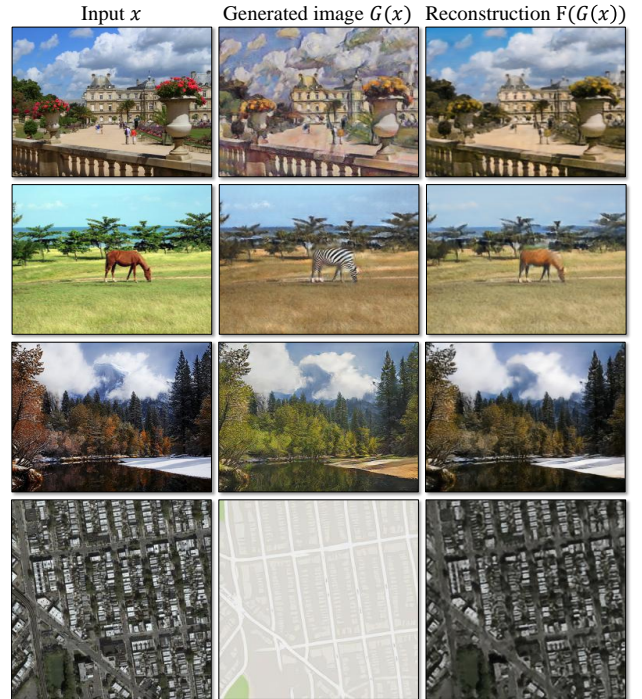 Input 𝑥 Generated image 𝐺(𝑥) Reconstruction F(𝐺(𝑥))